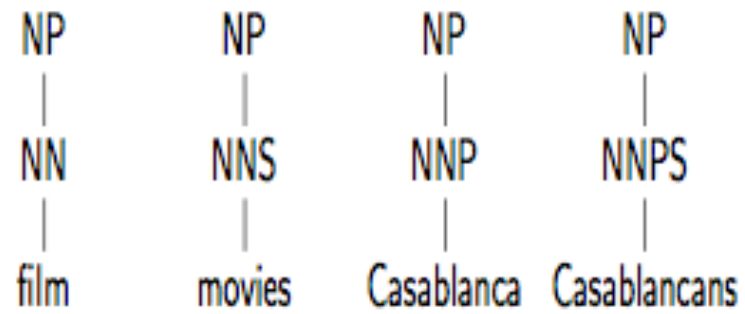 NP NP NP NP
NN NNS NNP NNPS
film movies Casablanca Casablancans